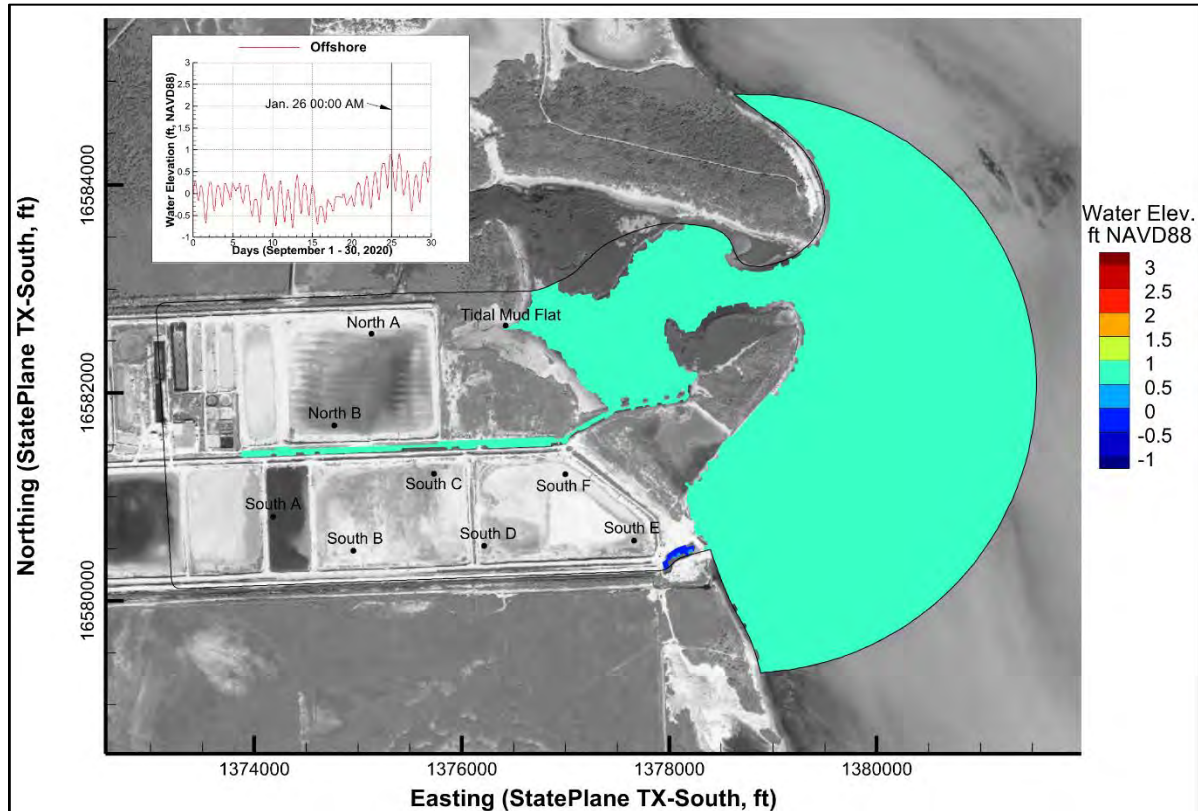 Offshore
Water Elevation (ft, NAVD88)
3
2.5
2
1.5
1
0.5
0
-0.5
-1
Jan. 26 00:00 AM
0 5 10 15 20 25 30
Days (September 1 - 30, 2020)
Northing (StatePlane TX-South, ft)
16584000
16582000
16580000
Water Elev.
ft NAVD88
3
2.5
2
1.5
1
0.5
0
-0.5
-1
Tidal Mud Flat
North A
North B
South C
South F
South A
South B
South D
South E
1374000 1376000 1378000 1380000
Easting (StatePlane TX-South, ft)